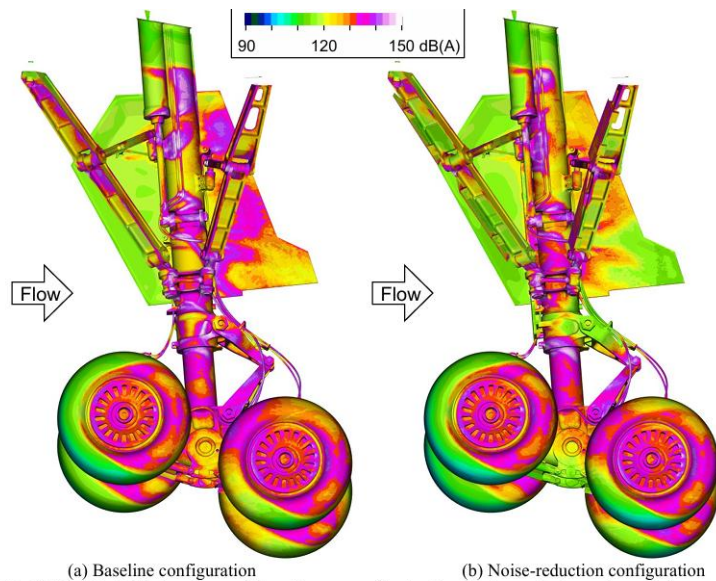 90 120 150 dB(A)
Flow
Flow
(a) Baseline configuration
(b) Noise-reduction configuration